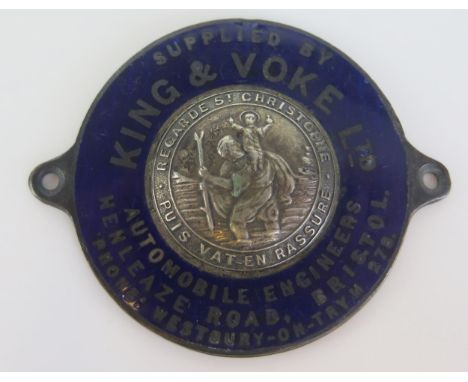 SUPPLIED BY
KING & VOKE LTD
REGARDE ST CHRISTOPHE
PUIS VAT-EN RASSURE
AUTOMOBILE ENGINEERS
HENLEAZE ROAD, BRISTOL.
PHONE: WESTBURY-ON-TRYM 278